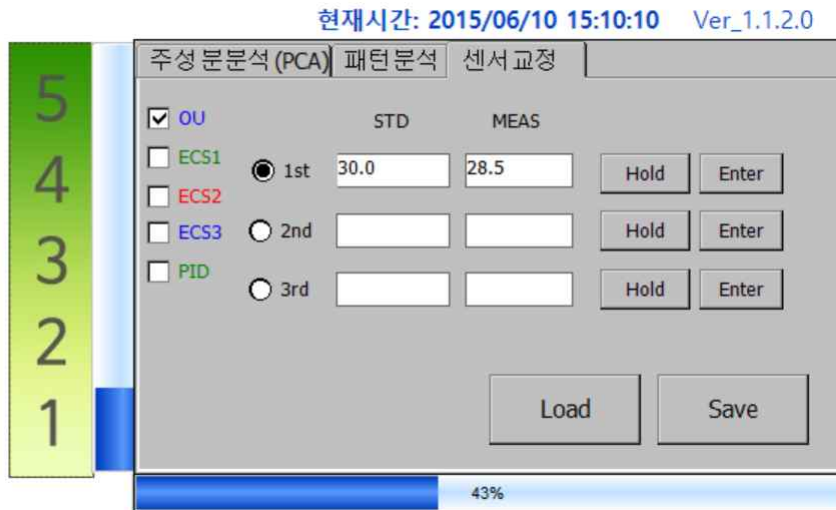 현재시간: 2015/06/10 15:10:10 Ver_1.1.2.0
주성분분석(PCA) 패턴분석 센서교정
5
4
3
2
1
OU
ECS1
ECS2
ECS3
PID
STD MEAS
1st 30.0 28.5 Hold Enter
2nd Hold Enter
3rd Hold Enter
Load Save
43%